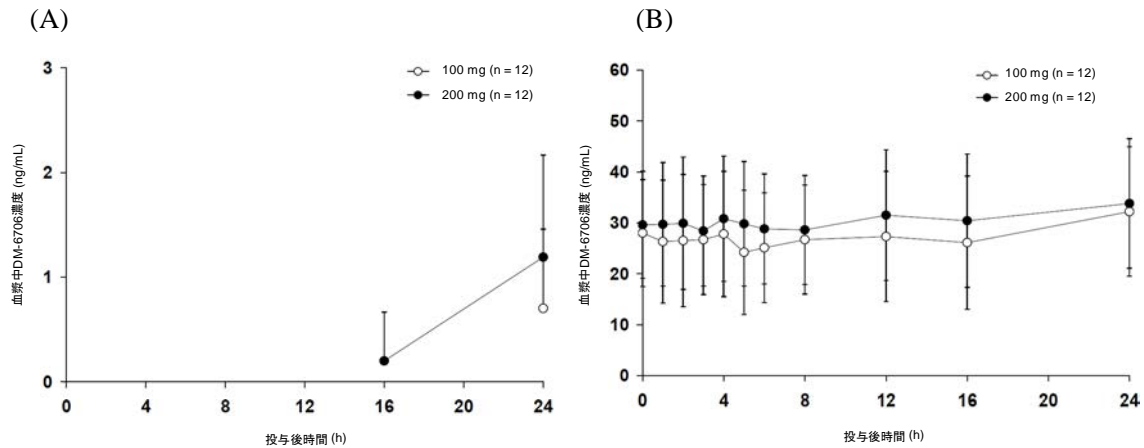 (A)
3
2
1
0
血漿中DM-6706濃度 (ng/mL)
100 mg (n = 12)
200 mg (n = 12)
0 4 8 12 16 20 24
投与後時間 (h)
(B)
60
50
40
30
20
10
0
血漿中DM-6706濃度 (ng/mL)
100 mg (n = 12)
200 mg (n = 12)
0 4 8 12 16 20 24
投与後時間 (h)